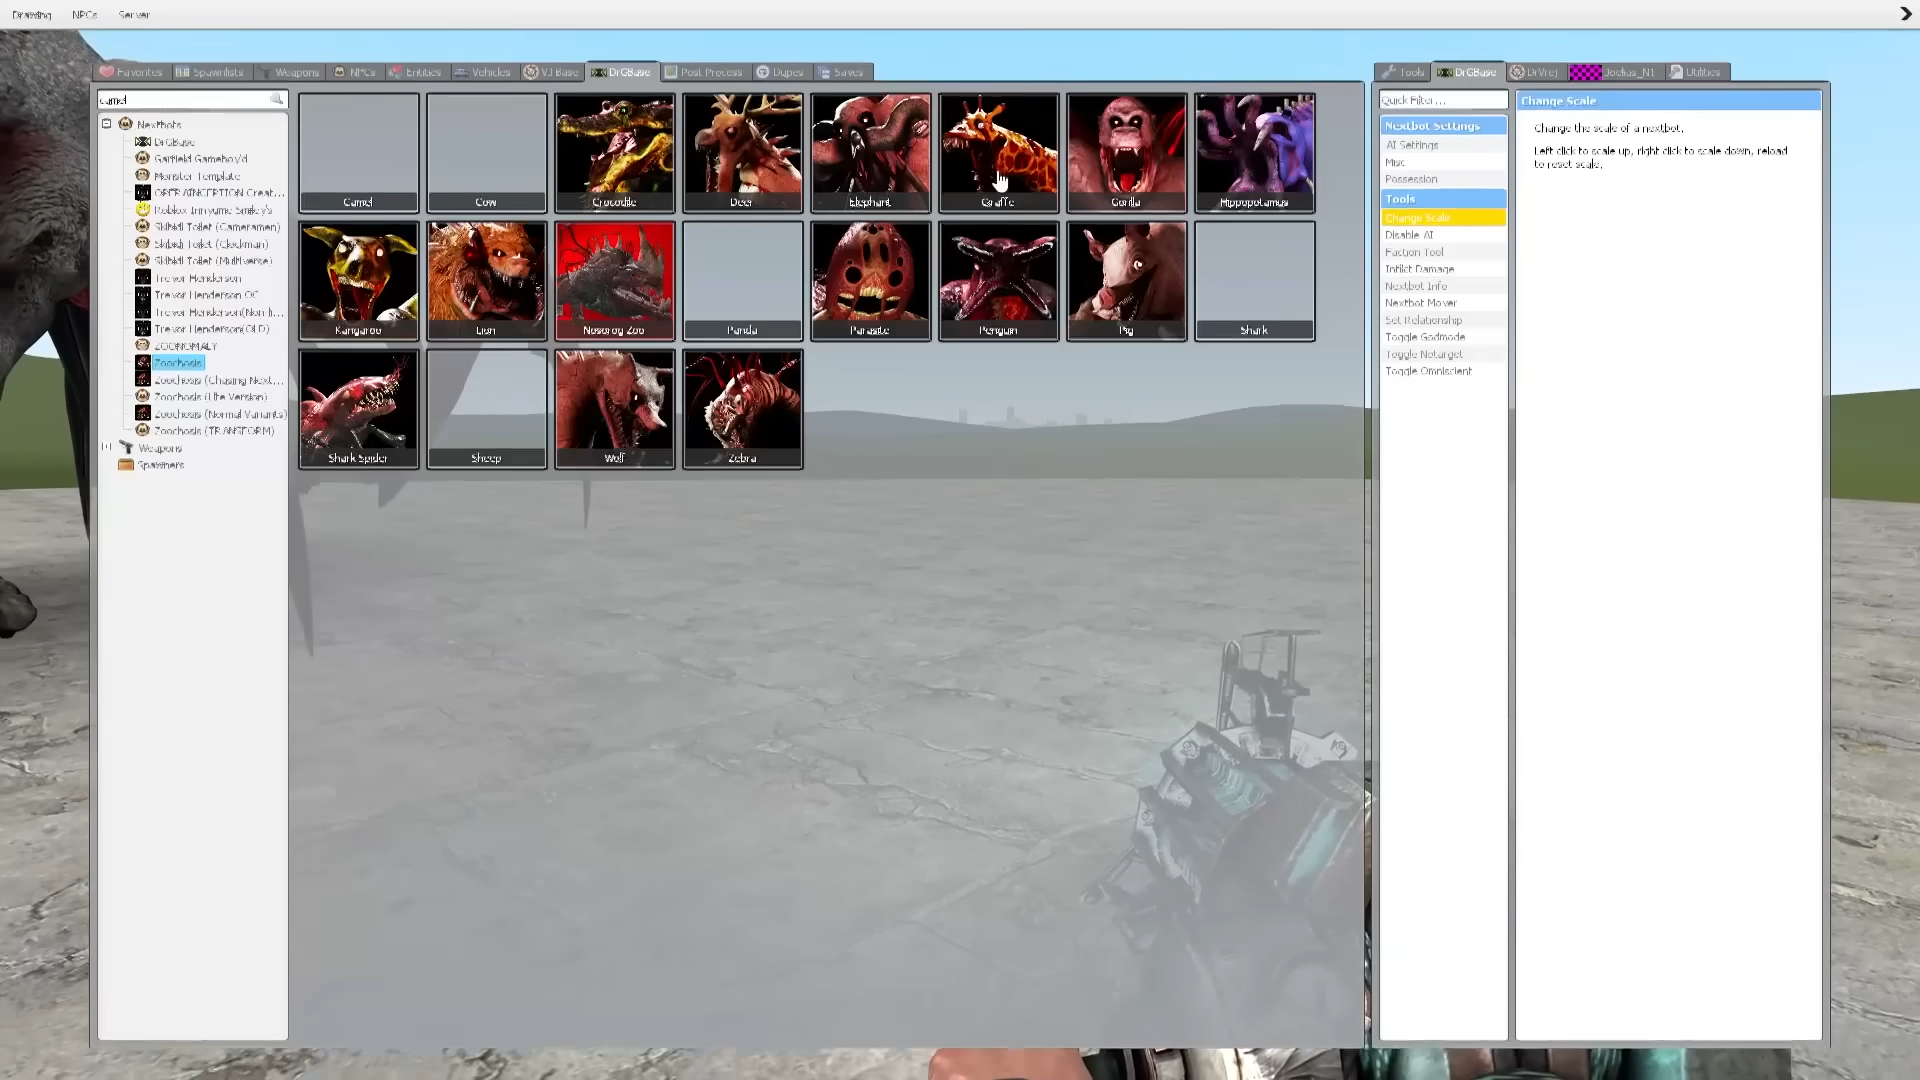 Drawing NPCs Server
Favorites Spawnlists Weapons NPCs Entities Vehicles VJ Base DrGBase Post Process Dupes Saves
Tools DrGBase DrVrej Utilities
camel
Nextbots
DrGBase
Garfield Gameboy'd
Monster Template
Skibidi Toilet (Cameramen)
Skibidi Toilet (Clockman)
Skibidi Toilet (Multiverse)
Trevor Henderson
Trevor Henderson OC
Trevor Henderson(OLD)
ZOONOMALY
Zoochosis
Zoochosis (Chasing Next...
Zoochosis (Lite Version)
Zoochosis (Normal Variants)
Zoochosis (TRANSFORM)
Weapons
Spawners
Camel Cow Crocodile Deer Elephant Giraffe Gorilla Hippopotamus
Kangaroo Lion Nosorog Zoo Panda Parasite Penguin Pig Shark
Shark Spider Sheep Wolf Zebra
Quick Filter...
Nextbot Settings
AI Settings
Misc
Possession
Tools
Change Scale
Disable AI
Faction Tool
Inflict Damage
Nextbot Info
Nextbot Mover
Set Relationship
Toggle Godmode
Toggle Notarget
Toggle Omniscient
Change Scale
Change the scale of a nextbot.
Left click to scale up, right click to scale down, reload
to reset scale.